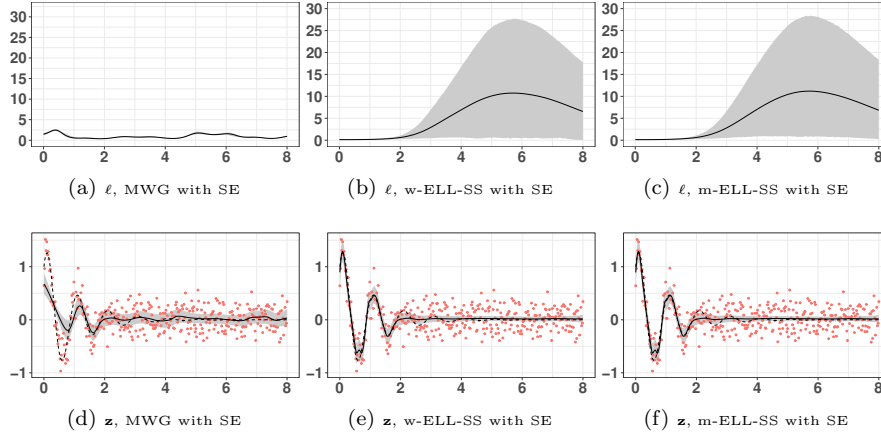 30
25
20
15
10
5
0
0 2 4 6 8
(a) ℓ, MWG with SE
30
25
20
15
10
5
0
0 2 4 6 8
(b) ℓ, w-ELL-SS with SE
30
25
20
15
10
5
0
0 2 4 6 8
(c) ℓ, m-ELL-SS with SE
1
0
−1
0 2 4 6 8
(d) z, MWG with SE
1
0
−1
0 2 4 6 8
(e) z, w-ELL-SS with SE
1
0
−1
0 2 4 6 8
(f) z, m-ELL-SS with SE